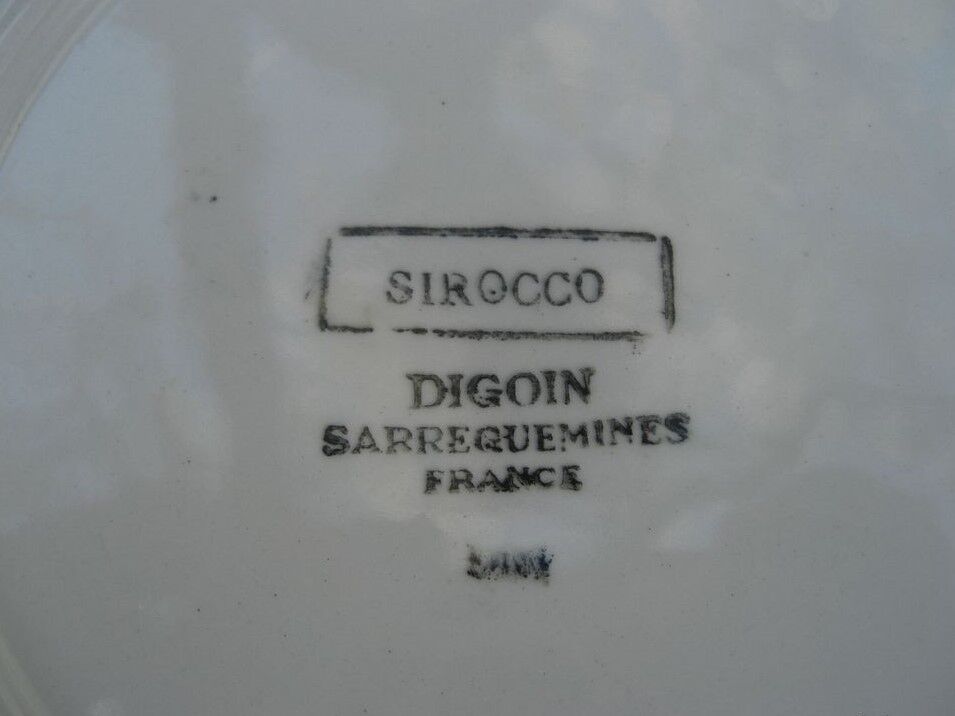 SIROCCO
DIGOIN
SARREGUEMINES
FRANCE